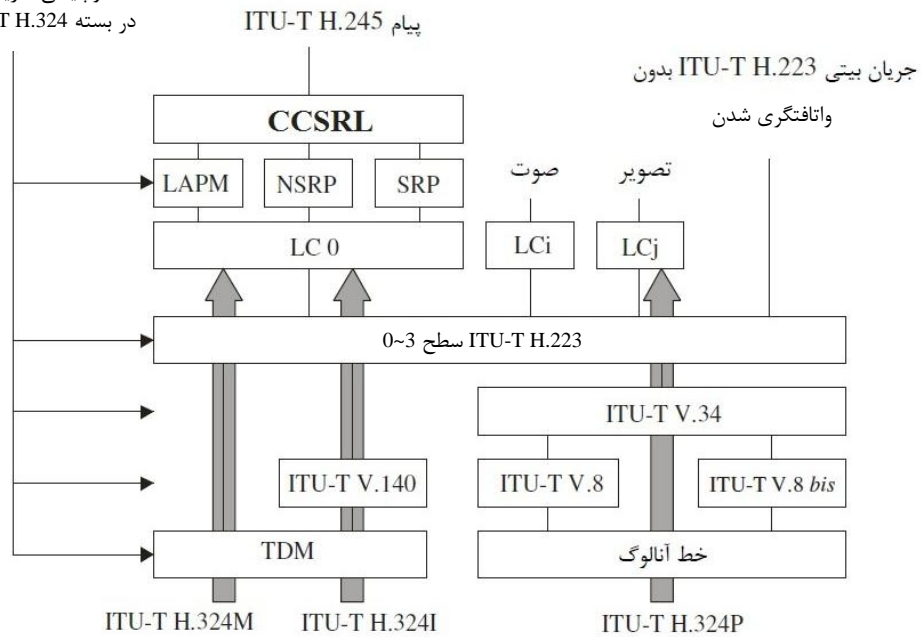 در بسته T H.324
پیام ITU-T H.245
جریان بیتی ITU-T H.223 بدون
واتافتگری شدن
CCSRL
LAPM
NSRP
SRP
صوت
تصویر
LC 0
LCi
LCj
ITU-T H.223 سطح 3~0
ITU-T V.34
ITU-T V.140
ITU-T V.8
ITU-T V.8 bis
TDM
خط آنالوگ
ITU-T H.324M
ITU-T H.324I
ITU-T H.324P